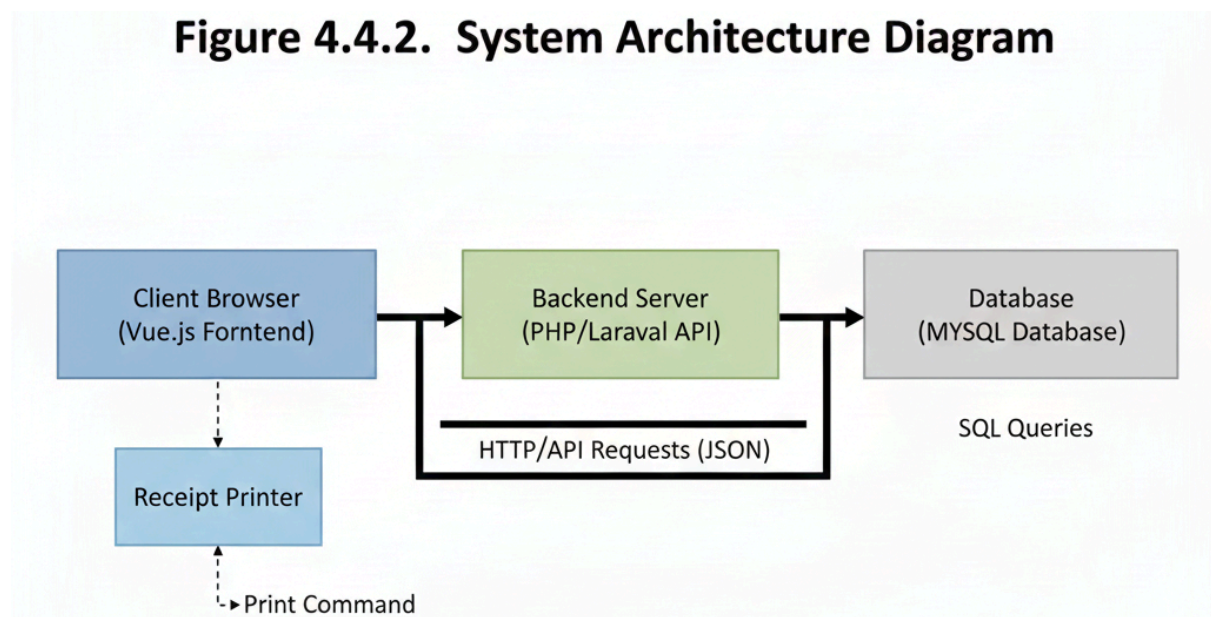 Figure 4.4.2. System Architecture Diagram
Client Browser
(Vue.js Forntend)
Backend Server
(PHP/Laraval API)
Database
(MYSQL Database)
HTTP/API Requests (JSON)
SQL Queries
Receipt Printer
Print Command